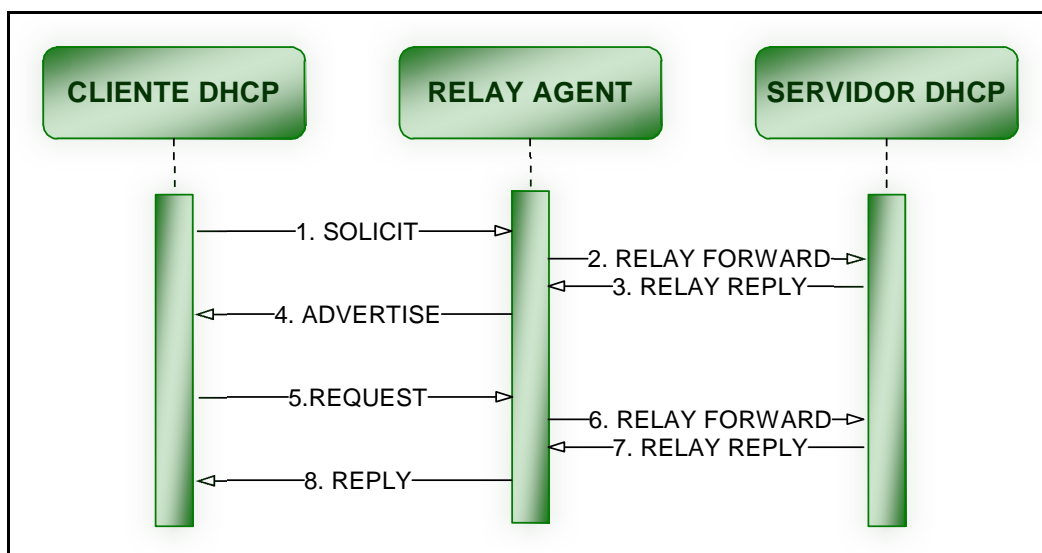 CLIENTE DHCP
RELAY AGENT
SERVIDOR DHCP
1. SOLICIT
2. RELAY FORWARD
3. RELAY REPLY
4. ADVERTISE
5.REQUEST
6. RELAY FORWARD
7. RELAY REPLY
8. REPLY